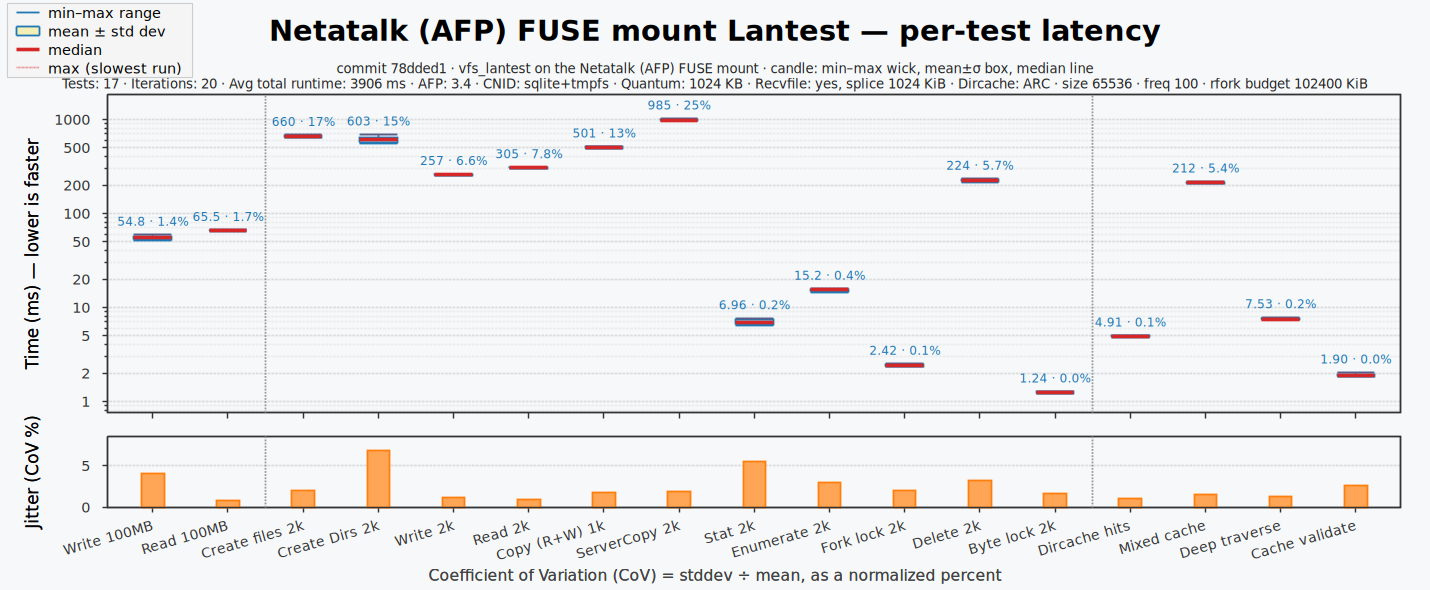 min–max range
mean ± std dev
median
max (slowest run)
Netatalk (AFP) FUSE mount Lantest — per-test latency
commit 78dded1 · vfs_lantest on the Netatalk (AFP) FUSE mount · candle: min–max wick, mean±σ box, median line
Tests: 17 · Iterations: 20 · Avg total runtime: 3906 ms · AFP: 3.4 · CNID: sqlite+tmpfs · Quantum: 1024 KB · Recvfile: yes, splice 1024 KiB · Dircache: ARC · size 65536 · freq 100 · rfork budget 102400 KiB
Time (ms) — lower is faster
1000
500
200
100
50
20
10
5
2
1
54.8 · 1.4%
65.5 · 1.7%
660 · 17%
603 · 15%
257 · 6.6%
305 · 7.8%
501 · 13%
985 · 25%
6.96 · 0.2%
15.2 · 0.4%
2.42 · 0.1%
224 · 5.7%
1.24 · 0.0%
4.91 · 0.1%
212 · 5.4%
7.53 · 0.2%
1.90 · 0.0%
Jitter (CoV %)
5
0
Write 100MB
Read 100MB
Create files 2k
Create Dirs 2k
Write 2k
Read 2k
Copy (R+W) 1k
ServerCopy 2k
Stat 2k
Enumerate 2k
Fork lock 2k
Delete 2k
Byte lock 2k
Dircache hits
Mixed cache
Deep traverse
Cache validate
Coefficient of Variation (CoV) = stddev ÷ mean, as a normalized percent